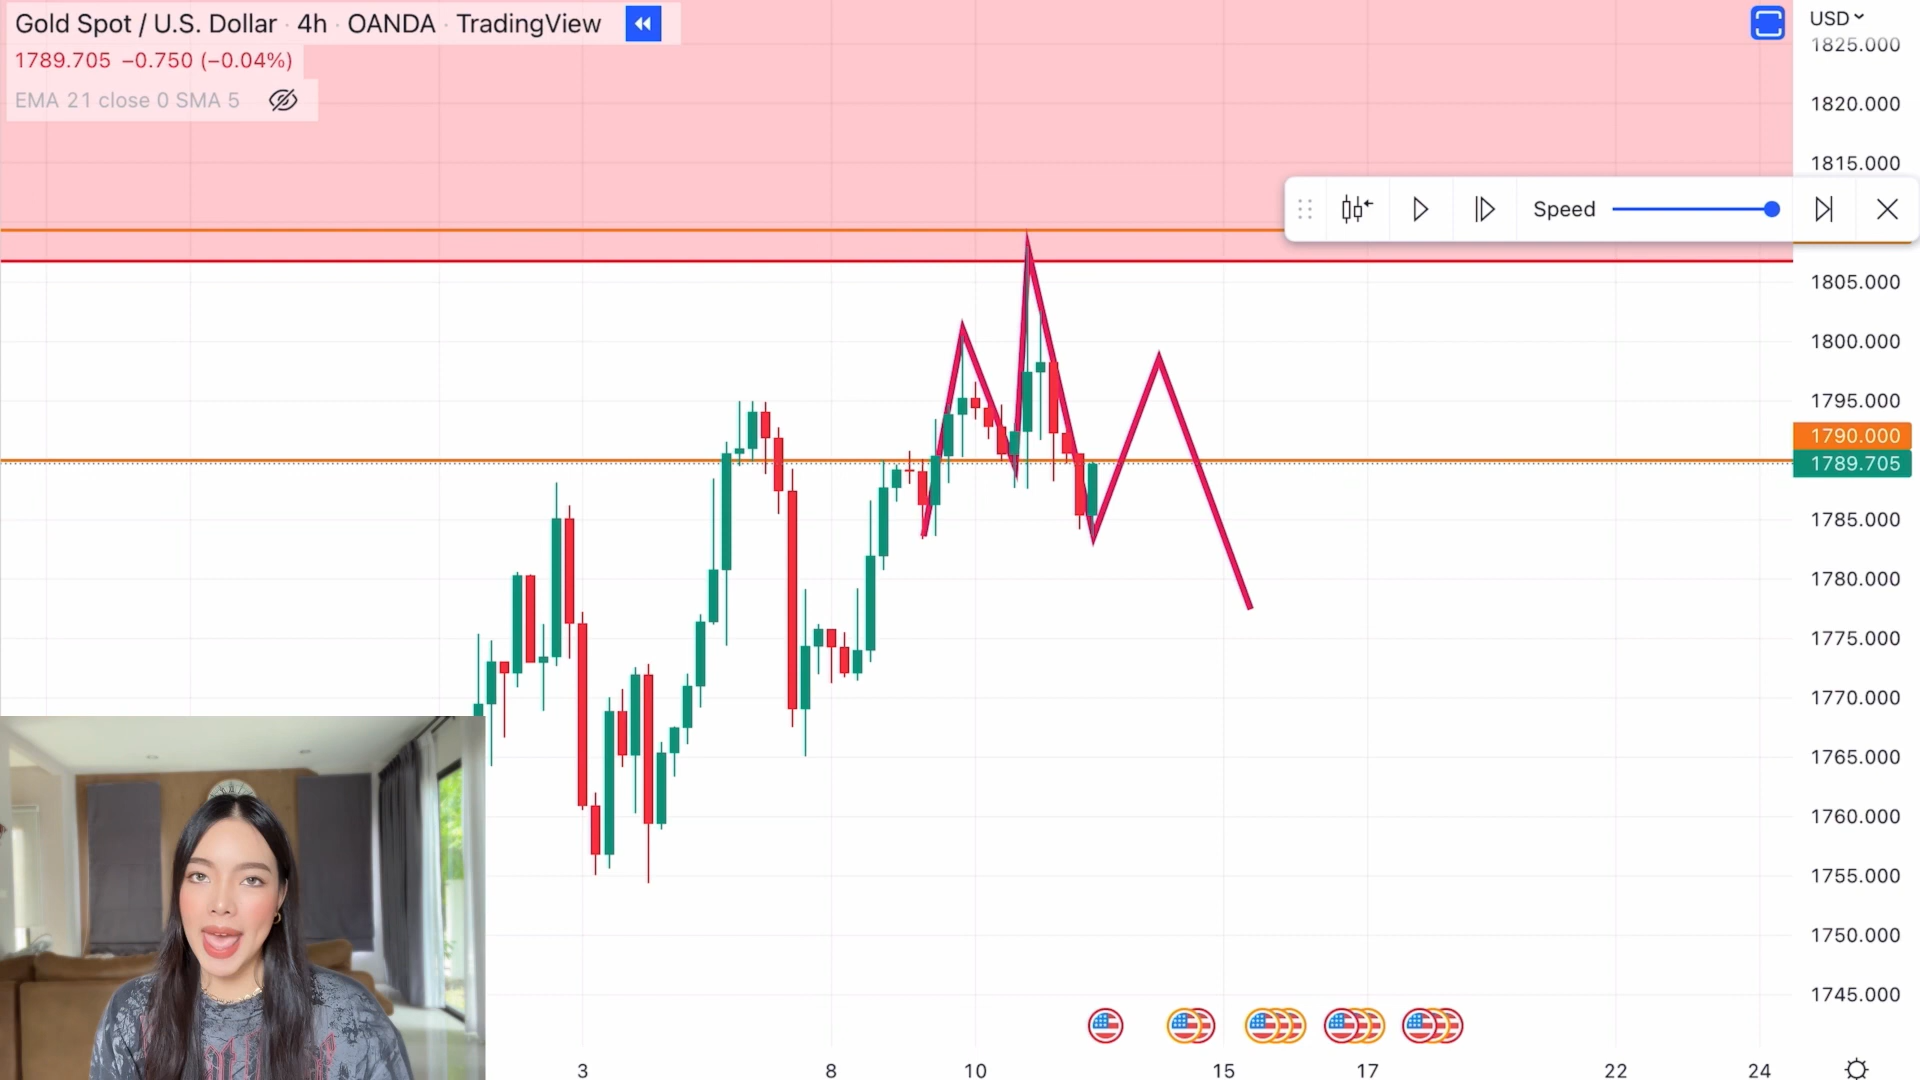 Gold Spot / U.S. Dollar · 4h · OANDA · TradingView
1789.705 −0.750 (−0.04%)
EMA 21 close 0 SMA 5
USD
1825.000
1820.000
1815.000
Speed
1805.000
1800.000
1795.000
1790.000
1789.705
1785.000
1780.000
1775.000
1770.000
1765.000
1760.000
1755.000
1750.000
1745.000
3 8 10 15 17 22 24